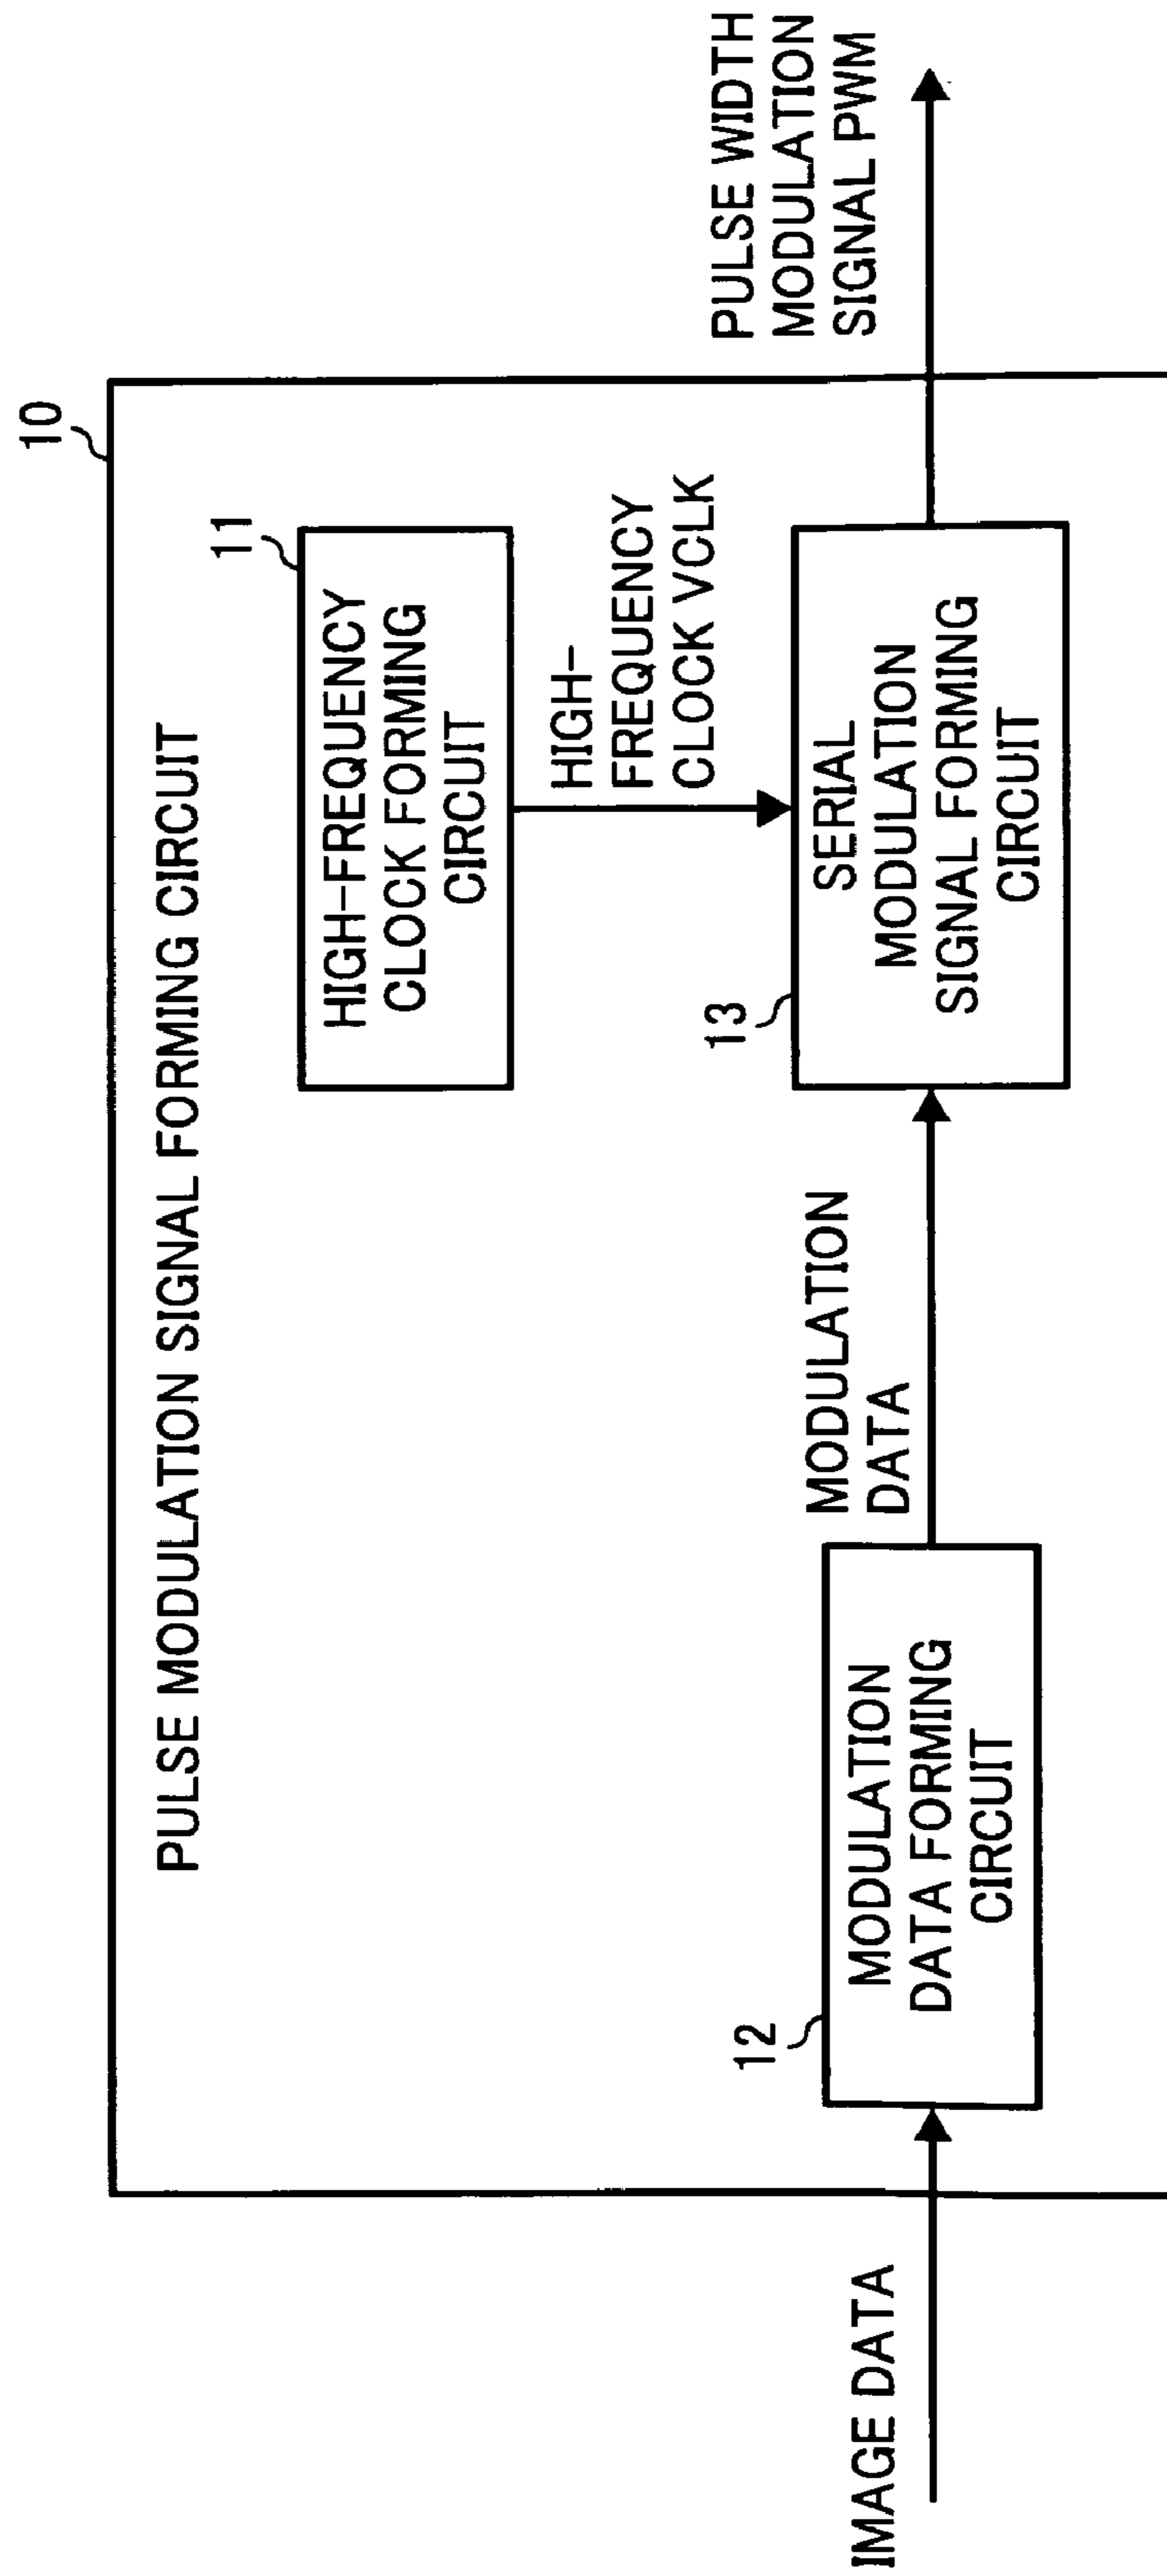 10
PULSE MODULATION SIGNAL FORMING CIRCUIT
11
HIGH-FREQUENCY
CLOCK FORMING
CIRCUIT
HIGH-
FREQUENCY
CLOCK VCLK
PULSE WIDTH
MODULATION
SIGNAL PWM
IMAGE DATA
12
MODULATION
DATA FORMING
CIRCUIT
MODULATION
DATA
13
SERIAL
MODULATION
SIGNAL FORMING
CIRCUIT